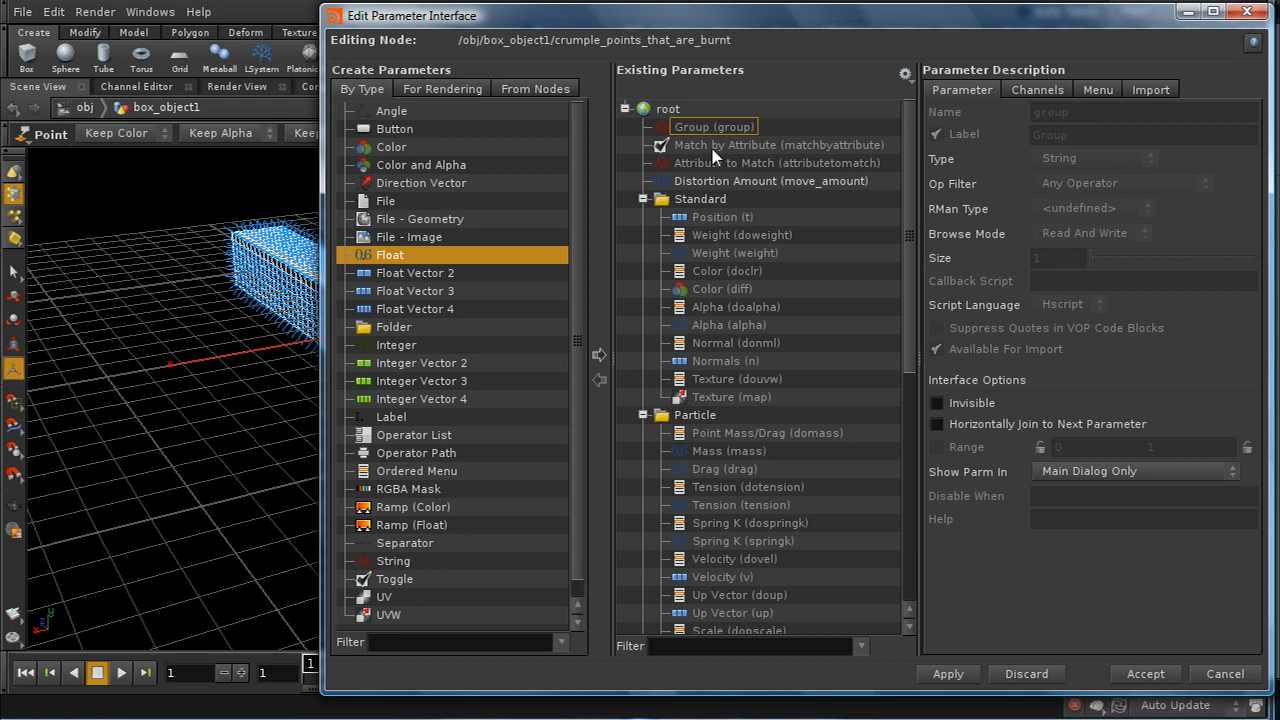 File Edit Render Windows Help
Edit Parameter Interface
Create Modify Model Polygon Deform Texture
Box Sphere Tube Torus Grid Metaball LSystem Platonic
Scene View Channel Editor Render View
obj box_object1
Point Keep Color Keep Alpha Keep
1 1 1
Editing Node: /obj/box_object1/crumple_points_that_are_burnt
Create Parameters
By Type For Rendering From Nodes
Angle
Button
Color
Color and Alpha
Direction Vector
File
File - Geometry
File - Image
0.6 Float
Float Vector 2
Float Vector 3
Float Vector 4
Folder
Integer
Integer Vector 2
Integer Vector 3
Integer Vector 4
L Label
Operator List
Operator Path
Ordered Menu
RGBA Mask
Ramp (Color)
Ramp (Float)
Separator
String
Toggle
UV
UVW
Filter
Existing Parameters
root
Group (group)
Match by Attribute (matchbyattribute)
Attribute to Match (attributetomatch)
Distortion Amount (move_amount)
Standard
Position (t)
Weight (doweight)
Weight (weight)
Color (doclr)
Color (diff)
Alpha (doalpha)
Alpha (alpha)
Normal (donml)
Normals (n)
Texture (douvw)
Texture (map)
Particle
Point Mass/Drag (domass)
Mass (mass)
Drag (drag)
Tension (dotension)
Tension (tension)
Spring K (dospringk)
Spring K (springk)
Velocity (dovel)
Velocity (v)
Up Vector (doup)
Up Vector (up)
Scale (dopscale)
Filter
Parameter Description
Parameter Channels Menu Import
Name group
Label Group
Type String
Op Filter Any Operator
RMan Type <undefined>
Browse Mode Read And Write
Size 1
Callback Script
Script Language Hscript
Suppress Quotes in VOP Code Blocks
Available For Import
Interface Options
Invisible
Horizontally Join to Next Parameter
Range 0 1
Show Parm In Main Dialog Only
Disable When
Help
Apply Discard Accept Cancel
Auto Update